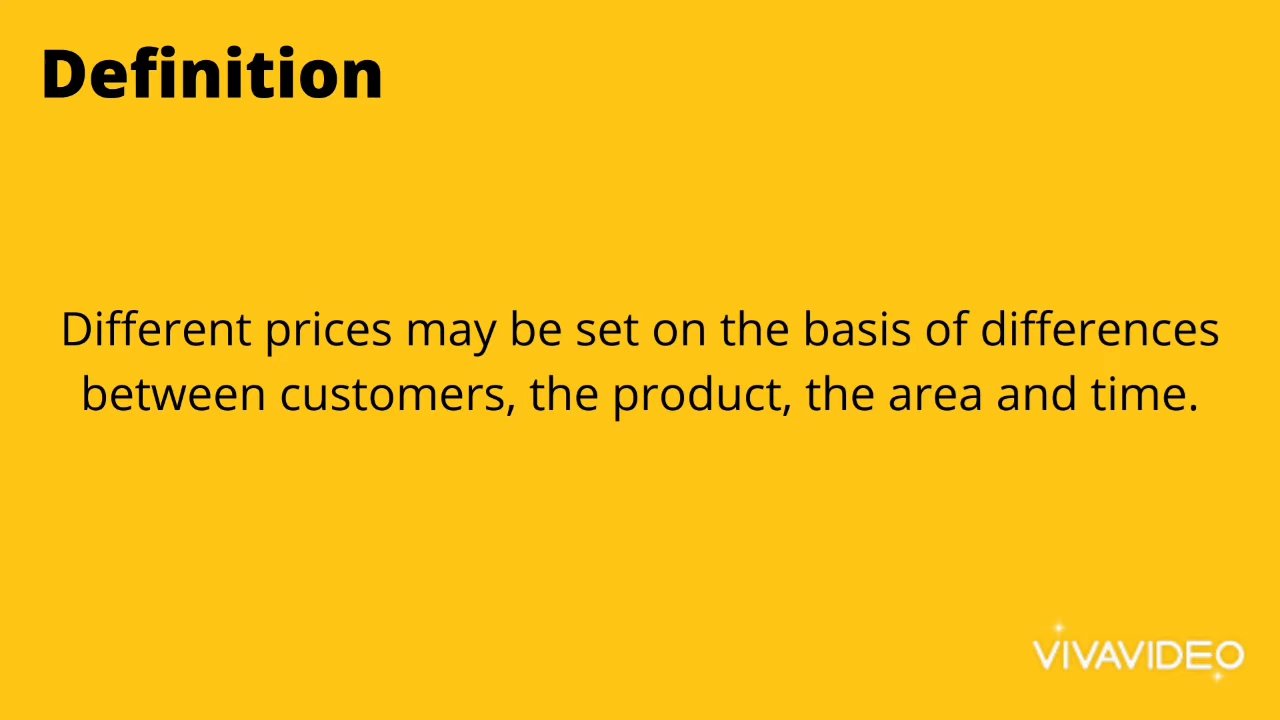 Definition
Different prices may be set on the basis of differences
between customers, the product, the area and time.
VIVAVIDEO